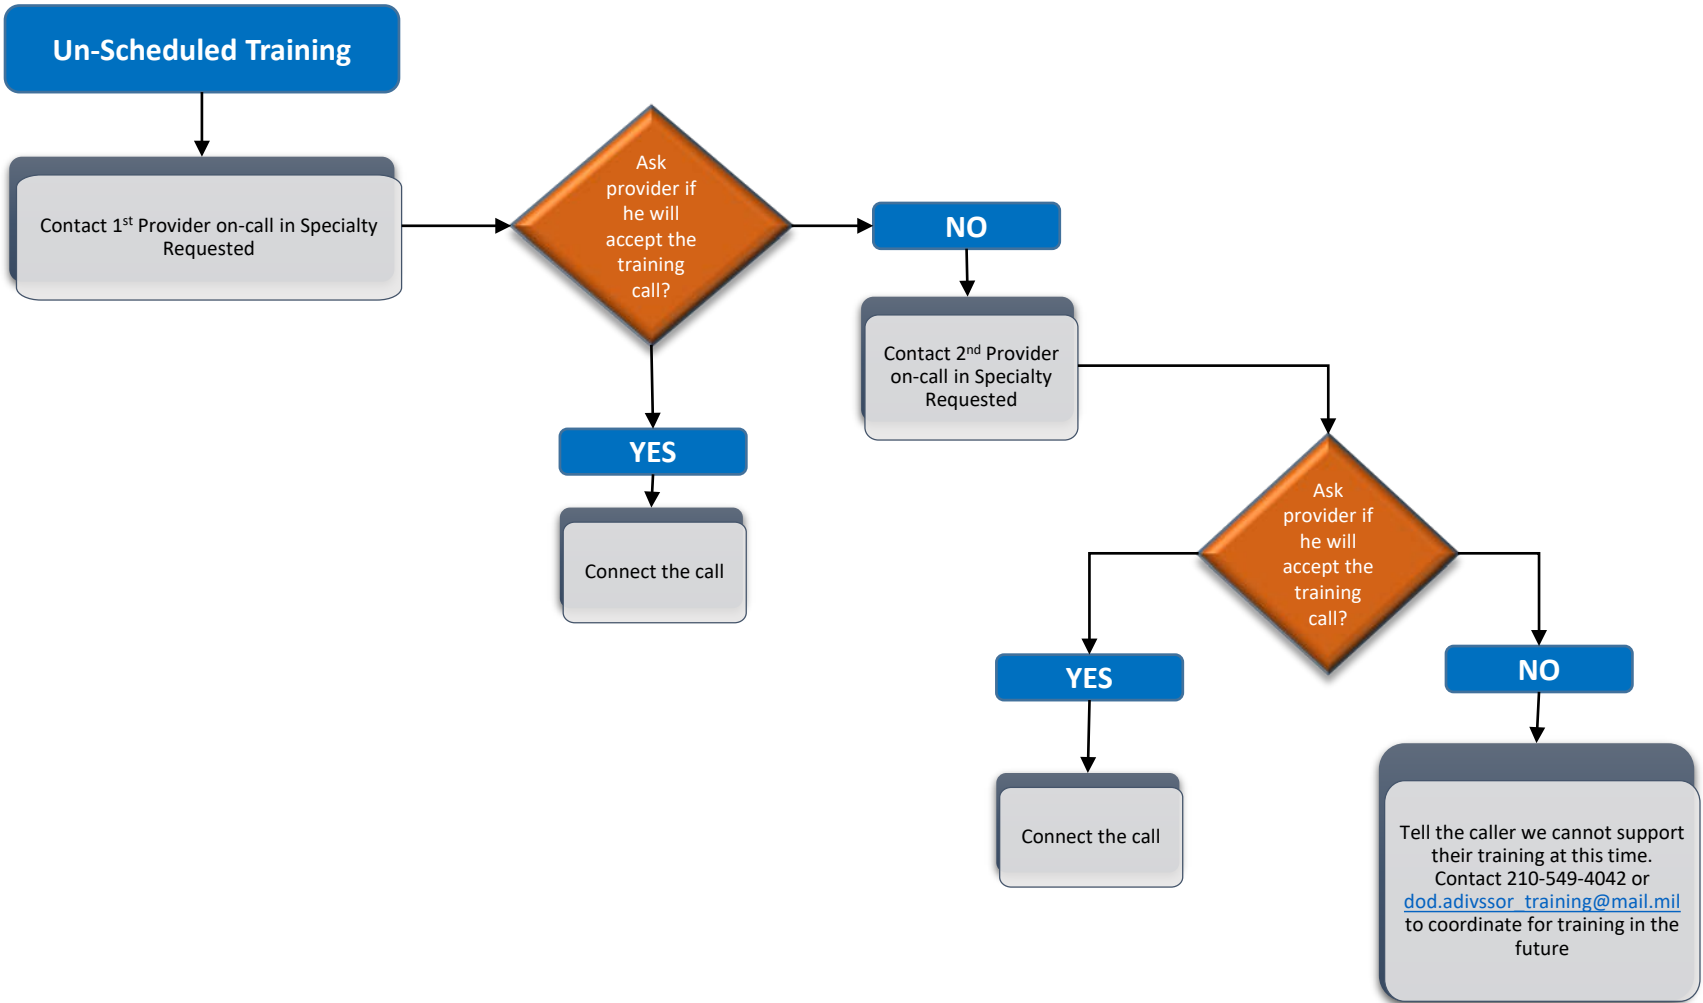 Un-Scheduled Training
Contact 1st Provider on-call in Specialty
Requested
Ask
provider if
he will
accept the
training
call?
NO
Contact 2nd Provider
on-call in Specialty
Requested
YES
Connect the call
Ask
provider if
he will
accept the
training
call?
YES
Connect the call
NO
Tell the caller we cannot support
their training at this time.
Contact 210-549-4042 or
dod.adivssor_training@mail.mil
to coordinate for training in the
future